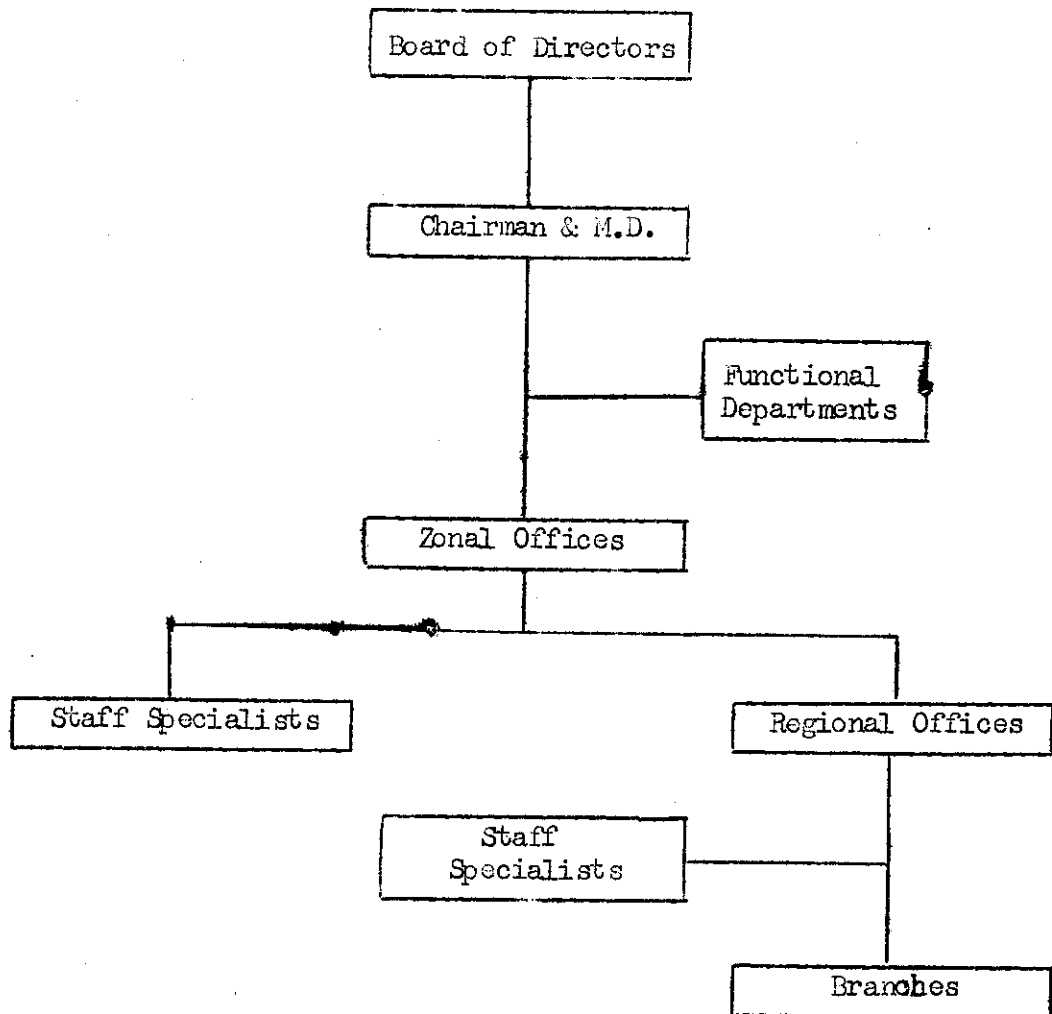 Board of Directors
Chairman & M.D.
Functional
Departments
Zonal Offices
Staff Specialists
Regional Offices
Staff
Specialists
Branches